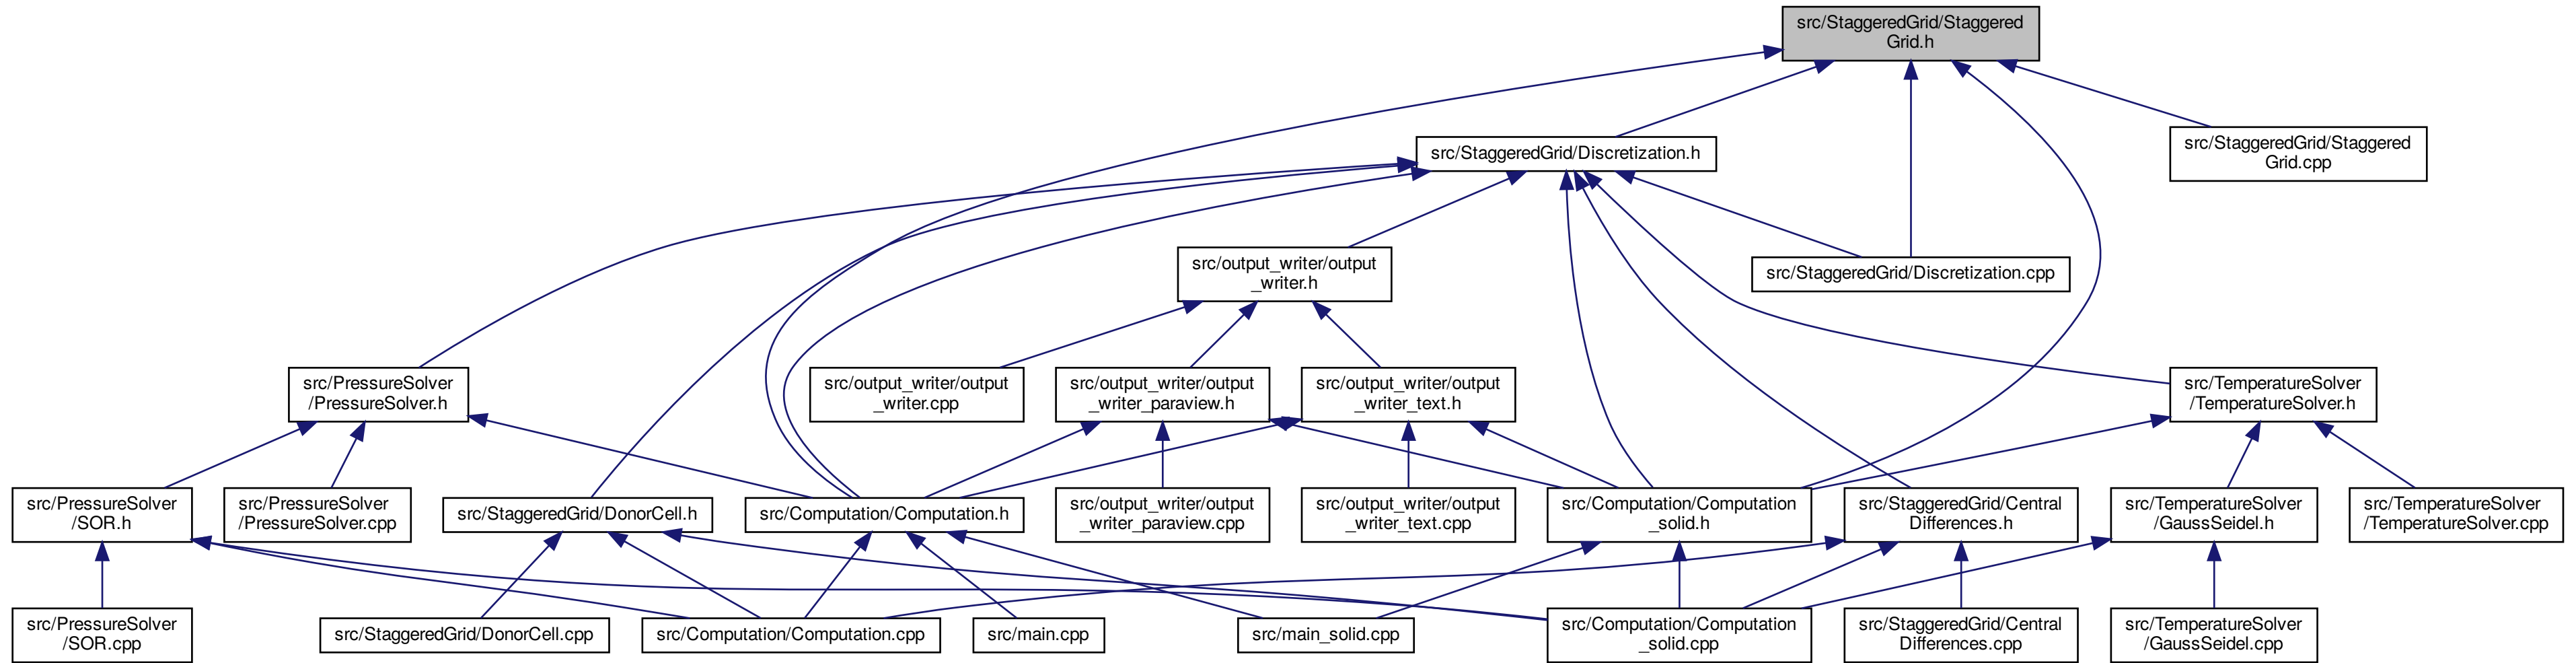 src/StaggeredGrid/Staggered
Grid.h
src/StaggeredGrid/Discretization.h
src/StaggeredGrid/Staggered
Grid.cpp
src/output_writer/output
_writer.h
src/StaggeredGrid/Discretization.cpp
src/PressureSolver
/PressureSolver.h
src/output_writer/output
_writer.cpp
src/output_writer/output
_writer_paraview.h
src/output_writer/output
_writer_text.h
src/TemperatureSolver
/TemperatureSolver.h
src/PressureSolver
/SOR.h
src/PressureSolver
/PressureSolver.cpp
src/StaggeredGrid/DonorCell.h
src/Computation/Computation.h
src/output_writer/output
_writer_paraview.cpp
src/output_writer/output
_writer_text.cpp
src/Computation/Computation
_solid.h
src/StaggeredGrid/Central
Differences.h
src/TemperatureSolver
/GaussSeidel.h
src/TemperatureSolver
/TemperatureSolver.cpp
src/PressureSolver
/SOR.cpp
src/StaggeredGrid/DonorCell.cpp
src/Computation/Computation.cpp
src/main.cpp
src/main_solid.cpp
src/Computation/Computation
_solid.cpp
src/StaggeredGrid/Central
Differences.cpp
src/TemperatureSolver
/GaussSeidel.cpp